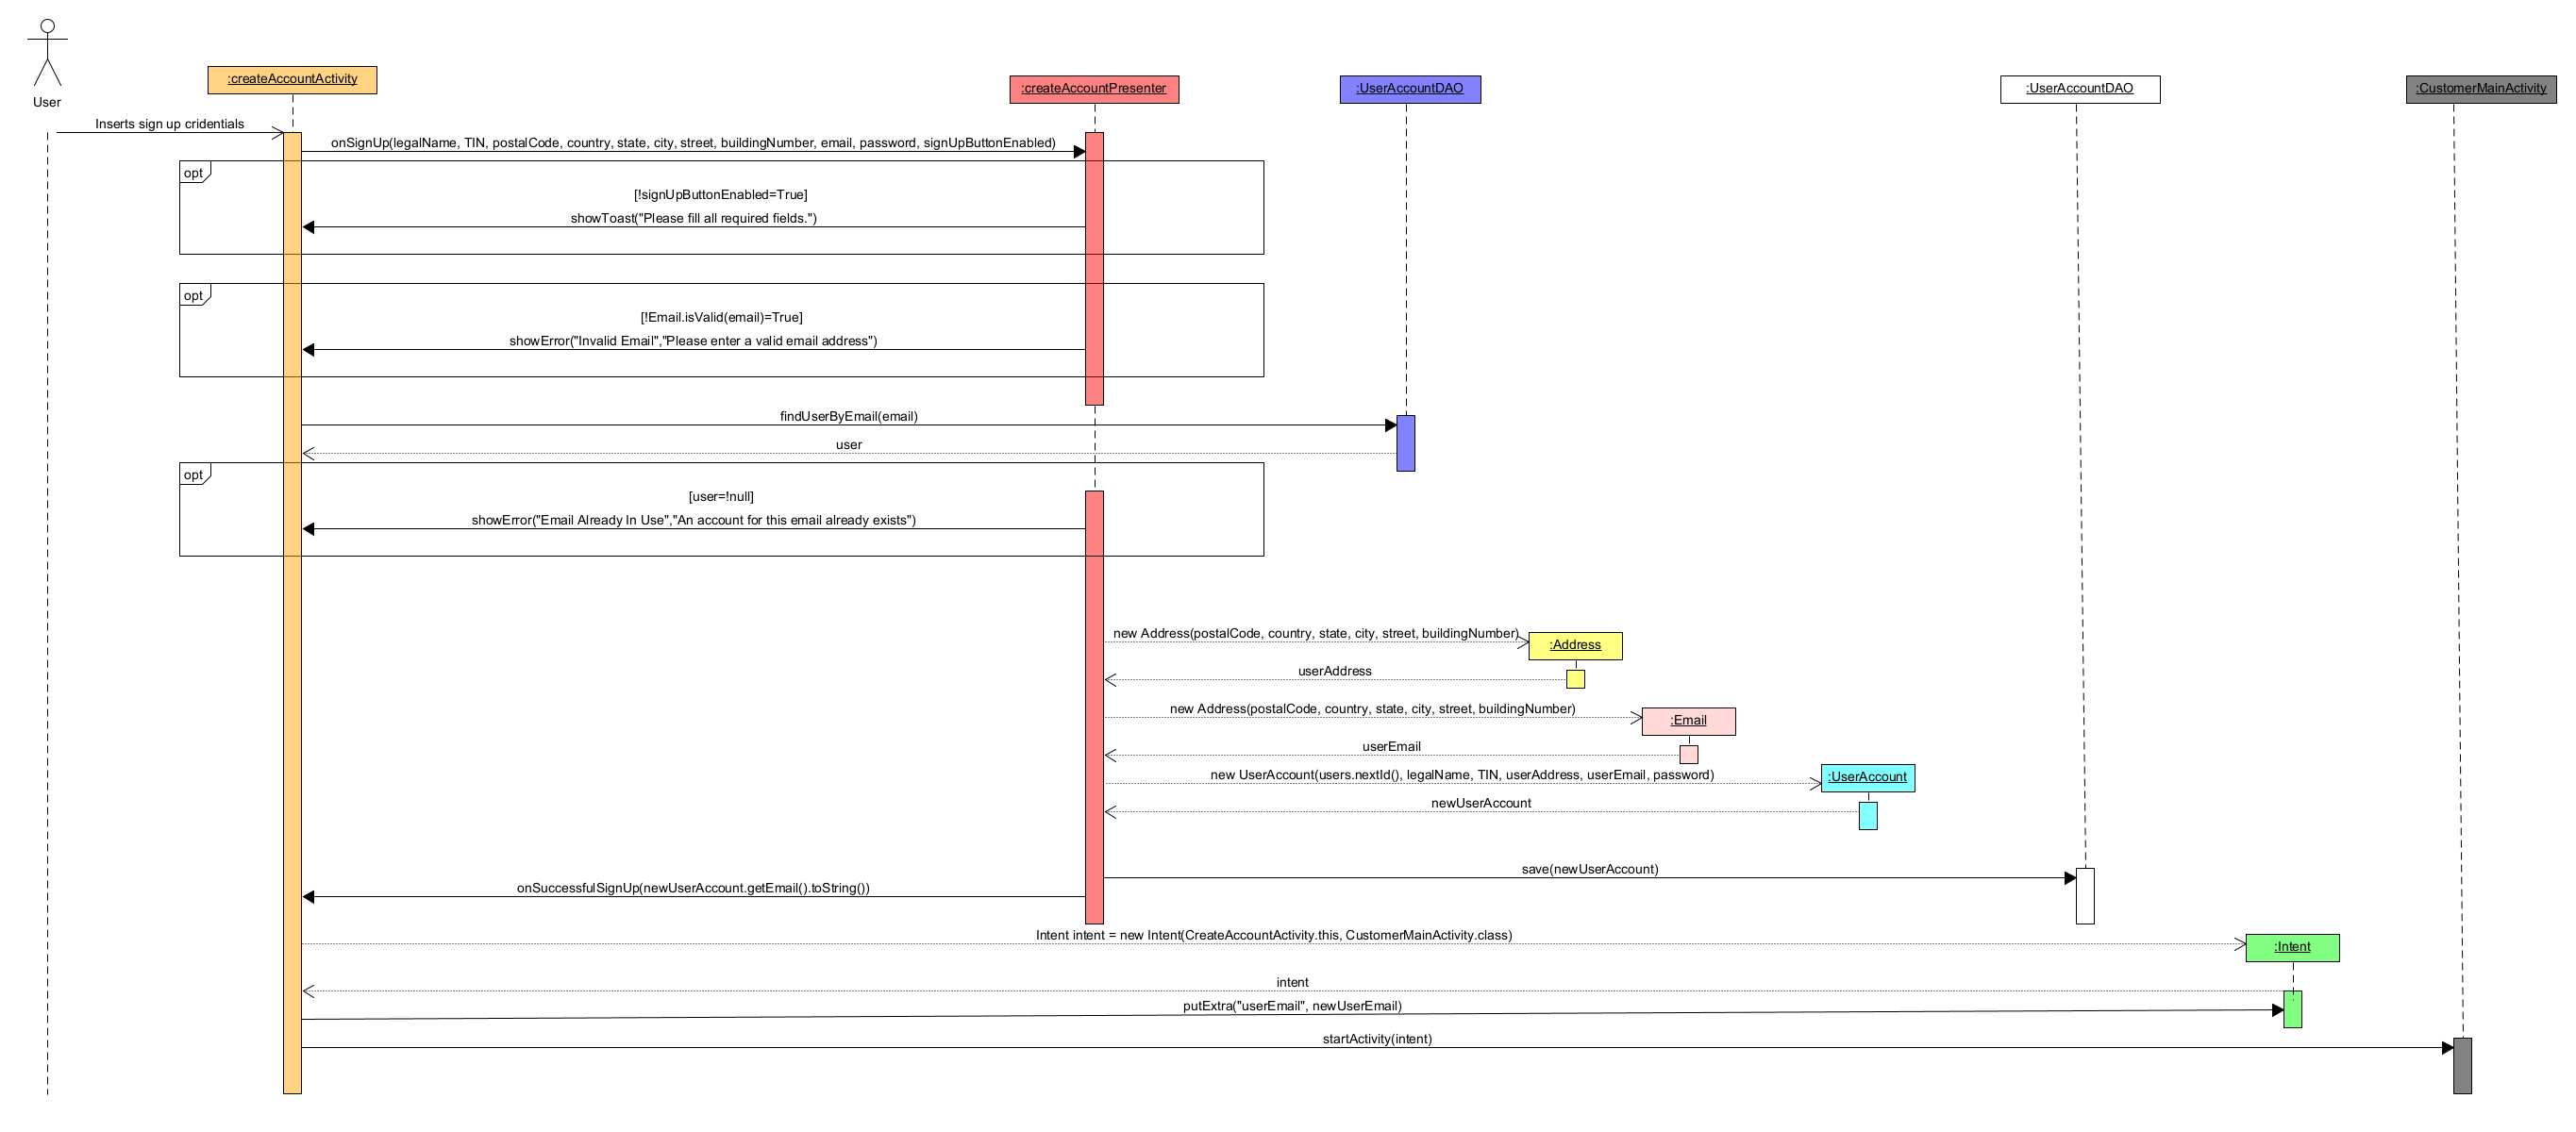 User
:createAccountActivity
:createAccountPresenter
:UserAccountDAO
:UserAccountDAO
:CustomerMainActivity
Inserts sign up cridentials
onSignUp(legalName, TIN, postalCode, country, state, city, street, buildingNumber, email, password, signUpButtonEnabled)
opt
[!signUpButtonEnabled=True]
showToast("Please fill all required fields.")
opt
[!Email.isValid(email)=True]
showError("Invalid Email","Please enter a valid email address")
findUserByEmail(email)
user
opt
[user=!null]
showError("Email Already In Use","An account for this email already exists")
new Address(postalCode, country, state, city, street, buildingNumber)
:Address
userAddress
new Address(postalCode, country, state, city, street, buildingNumber)
:Email
userEmail
new UserAccount(users.nextId(), legalName, TIN, userAddress, userEmail, password)
:UserAccount
newUserAccount
save(newUserAccount)
onSuccessfulSignUp(newUserAccount.getEmail().toString())
Intent intent = new Intent(CreateAccountActivity.this, CustomerMainActivity.class)
:Intent
intent
putExtra("userEmail", newUserEmail)
startActivity(intent)